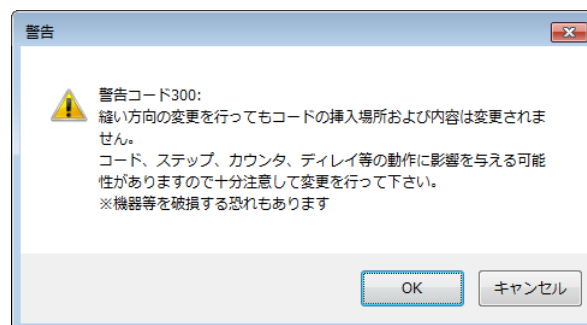 警告
警告コード300:
縫い方向の変更を行ってもコードの挿入場所および内容は変更されま
せん。
コード、ステップ、カウンタ、ディレイ等の動作に影響を与える可能
性がありますので十分注意して変更を行って下さい。
※機器等を破損する恐れもあります
OK
キャンセル